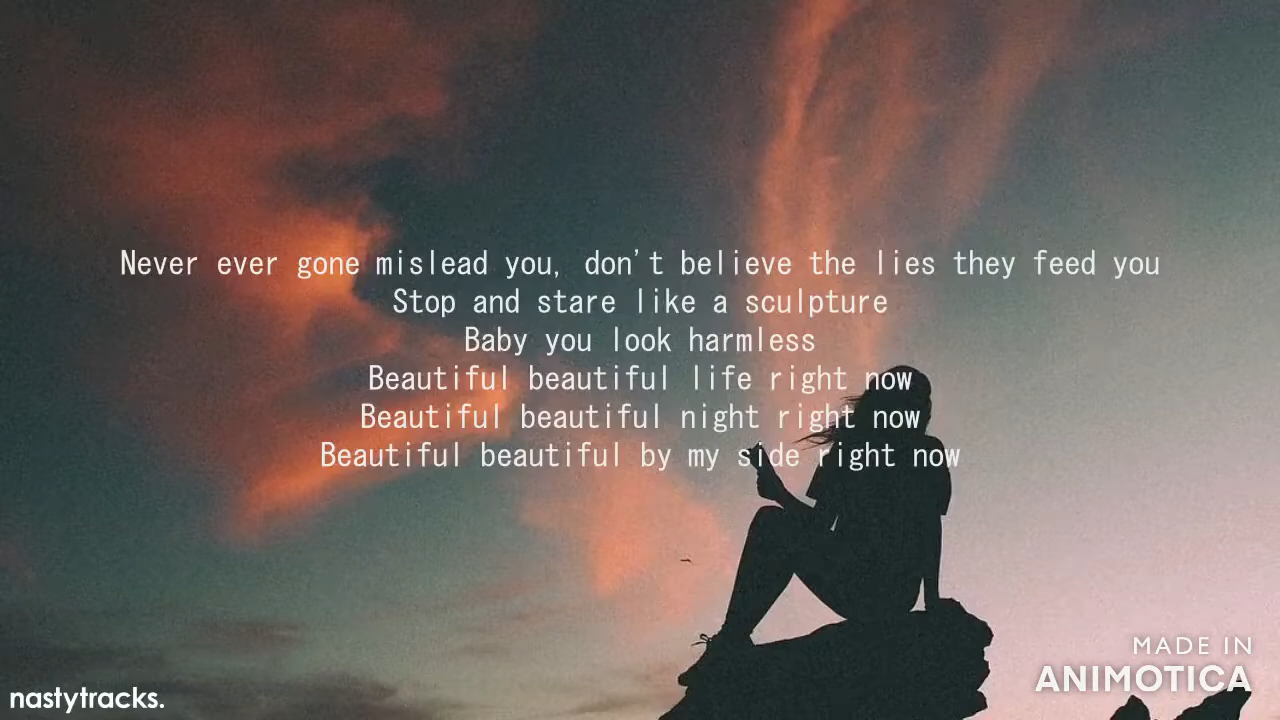 Never ever gone mislead you, don't believe the lies they feed you
Stop and stare like a sculpture
Baby you look harmless
Beautiful beautiful life right now
Beautiful beautiful night right now
Beautiful beautiful by my side right now
MADE IN
ANIMOTICA
nastytracks.